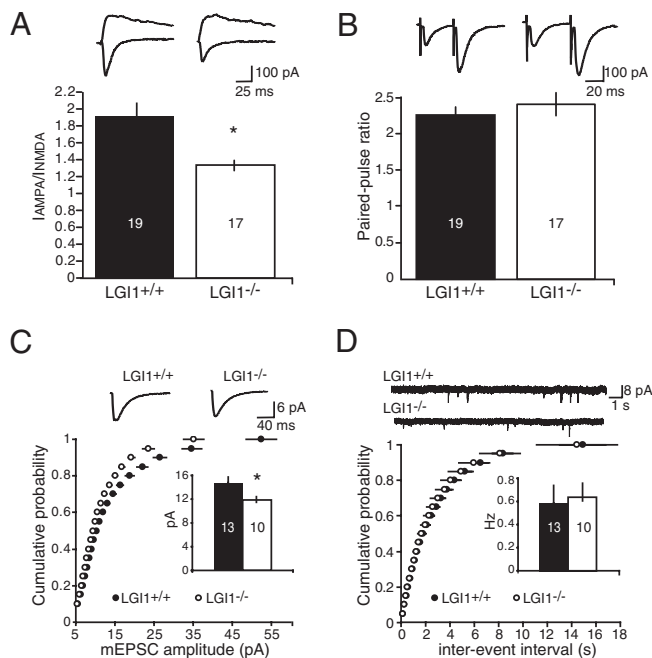 A
100 pA
25 ms
IAMPA/INMDA
2.2
2
1.8
1.6
1.4
1.2
1
0.8
0.6
0.4
0.2
0
*
19
17
LGI1+/+
LGI1-/-
B
100 pA
20 ms
Paired-pulse ratio
2.5
2
1.5
1
0.5
0
19
17
LGI1+/+
LGI1-/-
C
LGI1+/+
LGI1-/-
6 pA
40 ms
Cumulative probability
1
0.8
0.6
0.4
0.2
0
pA
16
12
8
4
0
*
13
10
LGI1+/+
LGI1-/-
5
15
25
35
45
55
mEPSC amplitude (pA)
D
LGI1+/+
LGI1-/-
8 pA
1 s
Cumulative probability
1
0.8
0.6
0.4
0.2
0
Hz
0.8
0.6
0.4
0.2
0
13
10
LGI1+/+
LGI1-/-
0
2
4
6
8
10
12
14
16
18
inter-event interval (s)